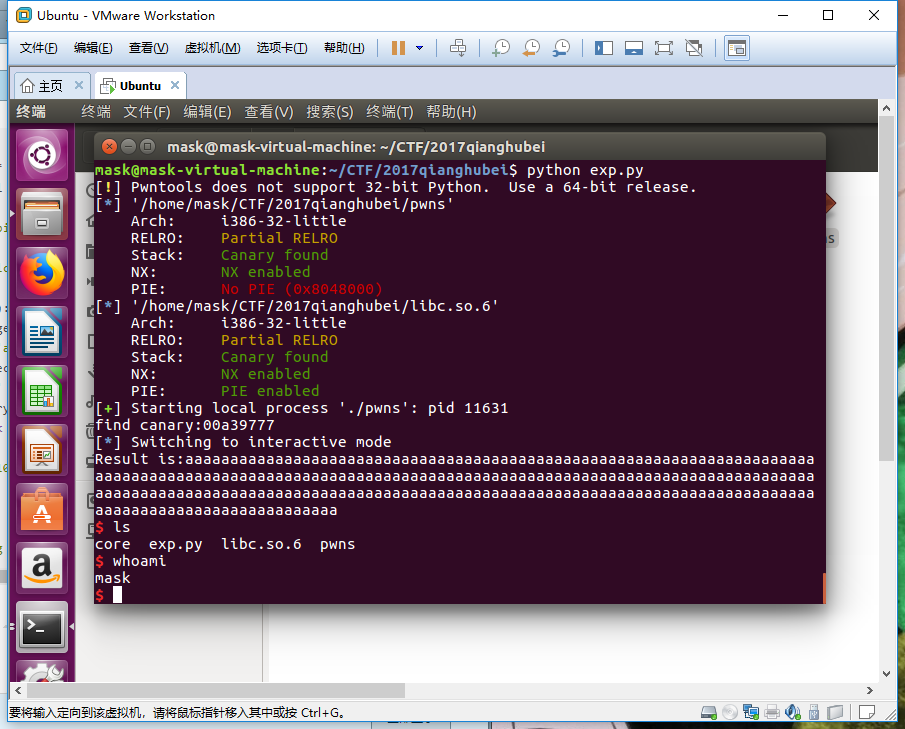 Ubuntu - VMware Workstation
文件(F) 编辑(E) 查看(V) 虚拟机(M) 选项卡(T) 帮助(H)
主页 Ubuntu
终端 终端 文件(F) 编辑(E) 查看(V) 搜索(S) 终端(T) 帮助(H)
mask@mask-virtual-machine: ~/CTF/2017qianghubei
mask@mask-virtual-machine:~/CTF/2017qianghubei$ python exp.py
[!] Pwntools does not support 32-bit Python.  Use a 64-bit release.
[*] '/home/mask/CTF/2017qianghubei/pwns'
    Arch:     i386-32-little
    RELRO:    Partial RELRO
    Stack:    Canary found
    NX:       NX enabled
    PIE:      No PIE (0x8048000)
[*] '/home/mask/CTF/2017qianghubei/libc.so.6'
    Arch:     i386-32-little
    RELRO:    Partial RELRO
    Stack:    Canary found
    NX:       NX enabled
    PIE:      PIE enabled
[+] Starting local process './pwns': pid 11631
find canary:00a39777
[*] Switching to interactive mode
Result is:aaaaaaaaaaaaaaaaaaaaaaaaaaaaaaaaaaaaaaaaaaaaaaaaaaaaaaaaaaaaaaaaaaaaaa
aaaaaaaaaaaaaaaaaaaaaaaaaaaaaaaaaaaaaaaaaaaaaaaaaaaaaaaaaaaaaaaaaaaaaaaaaaaaaaaa
aaaaaaaaaaaaaaaaaaaaaaaaaaaaaaaaaaaaaaaaaaaaaaaaaaaaaaaaaaaaaaaaaaaaaaaaaaaaaaaa
aaaaaaaaaaaaaaaaaaaaaaaaaaa
$ ls
core  exp.py  libc.so.6  pwns
$ whoami
mask
$
要将输入定向到该虚拟机，请将鼠标指针移入其中或按 Ctrl+G。